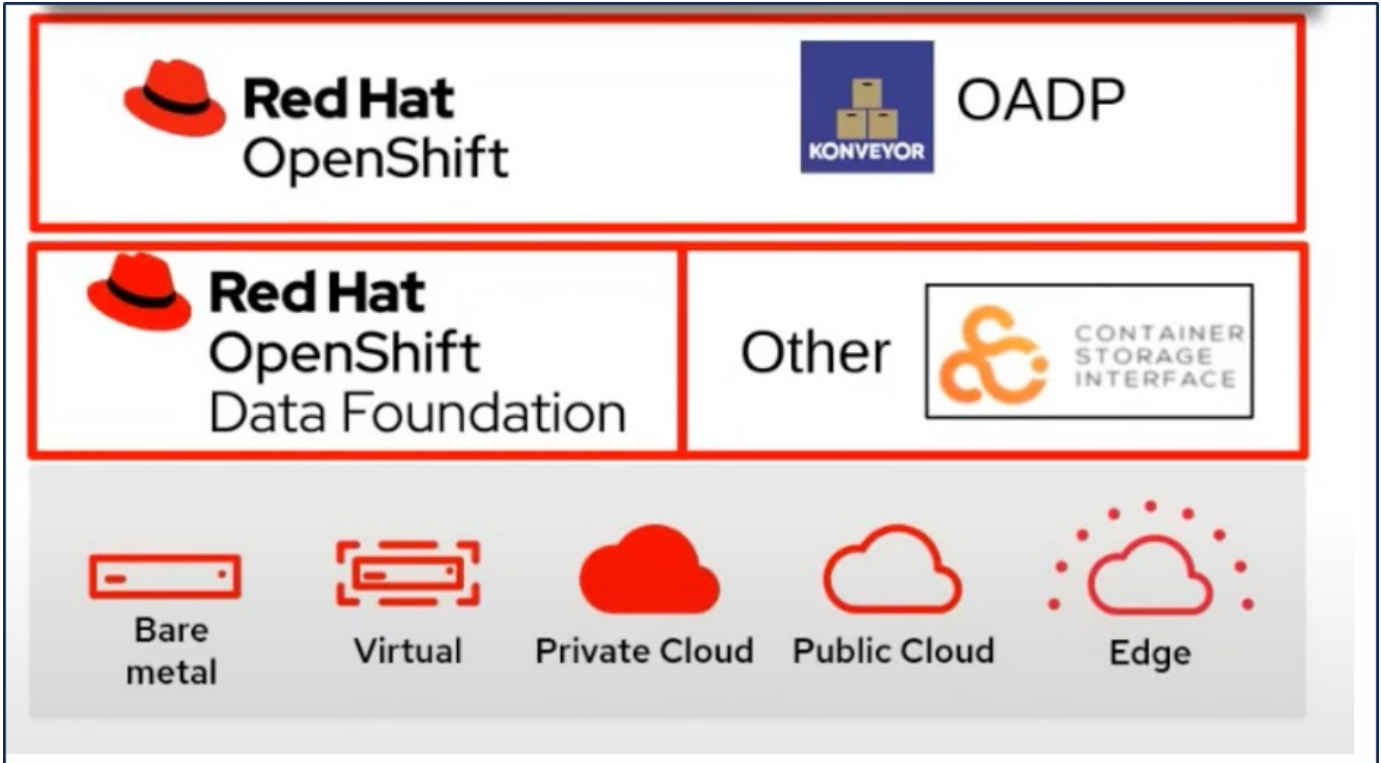 Red Hat
OpenShift
KONVEYOR
OADP
Red Hat
OpenShift
Data Foundation
Other
CONTAINER
STORAGE
INTERFACE
Bare
metal
Virtual
Private Cloud
Public Cloud
Edge